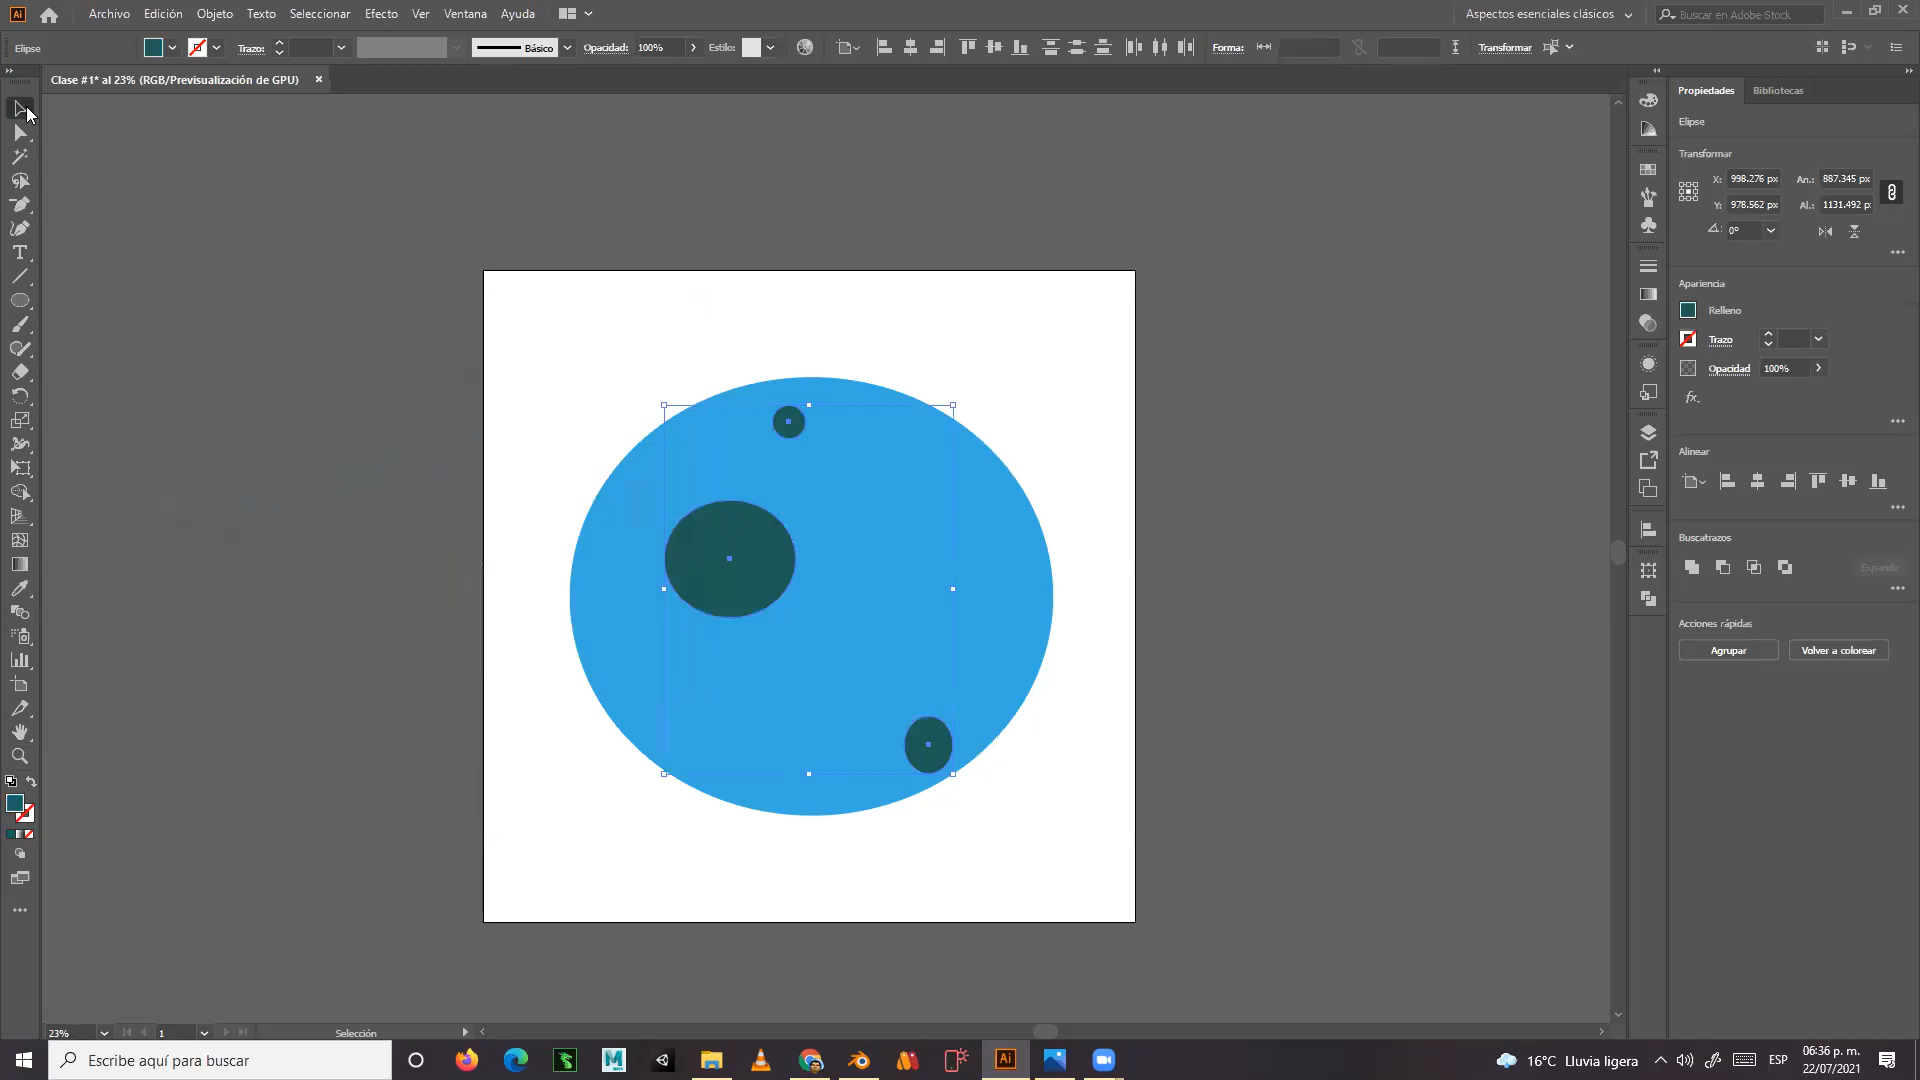 Ai Archivo Edición Objeto Texto Seleccionar Efecto Ver Ventana Ayuda Aspectos esenciales clásicos Buscar en Adobe Stock
Elipse Trazo: Básico Opacidad: 100% Estilo: Forma: Transformar
Clase #1* al 23% (RGB/Previsualización de GPU) ×
Propiedades Bibliotecas
Elipse
Transformar
X: 998.276 px An.: 887.345 px
Y: 978.562 px Al.: 1131.492 p
0°
Apariencia
Relleno
Trazo
Opacidad 100%
fx.
Alinear
Buscatrazos
Expandir
Acciones rápidas
Agrupar Volver a colorear
23% 1 Selección
Escribe aquí para buscar
Ai
16°C Lluvia ligera ESP
06:36 p. m.
22/07/2021